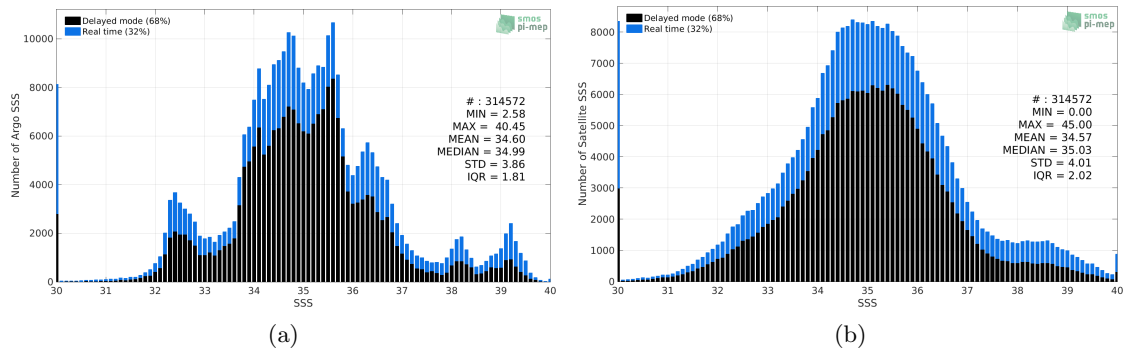 Delayed mode (68%)
Real time (32%)
smos
pi-mep
# : 314572
MIN = 2.58
MAX = 40.45
MEAN = 34.60
MEDIAN = 34.99
STD = 3.86
IQR = 1.81
Number of Argo SSS
10000
8000
6000
4000
2000
0
30
31
32
33
34
35
36
37
38
39
40
SSS
(a)
Delayed mode (68%)
Real time (32%)
smos
pi-mep
# : 314572
MIN = 0.00
MAX = 45.00
MEAN = 34.57
MEDIAN = 35.03
STD = 4.01
IQR = 2.02
Number of Satellite SSS
8000
7000
6000
5000
4000
3000
2000
1000
0
30
31
32
33
34
35
36
37
38
39
40
SSS
(b)